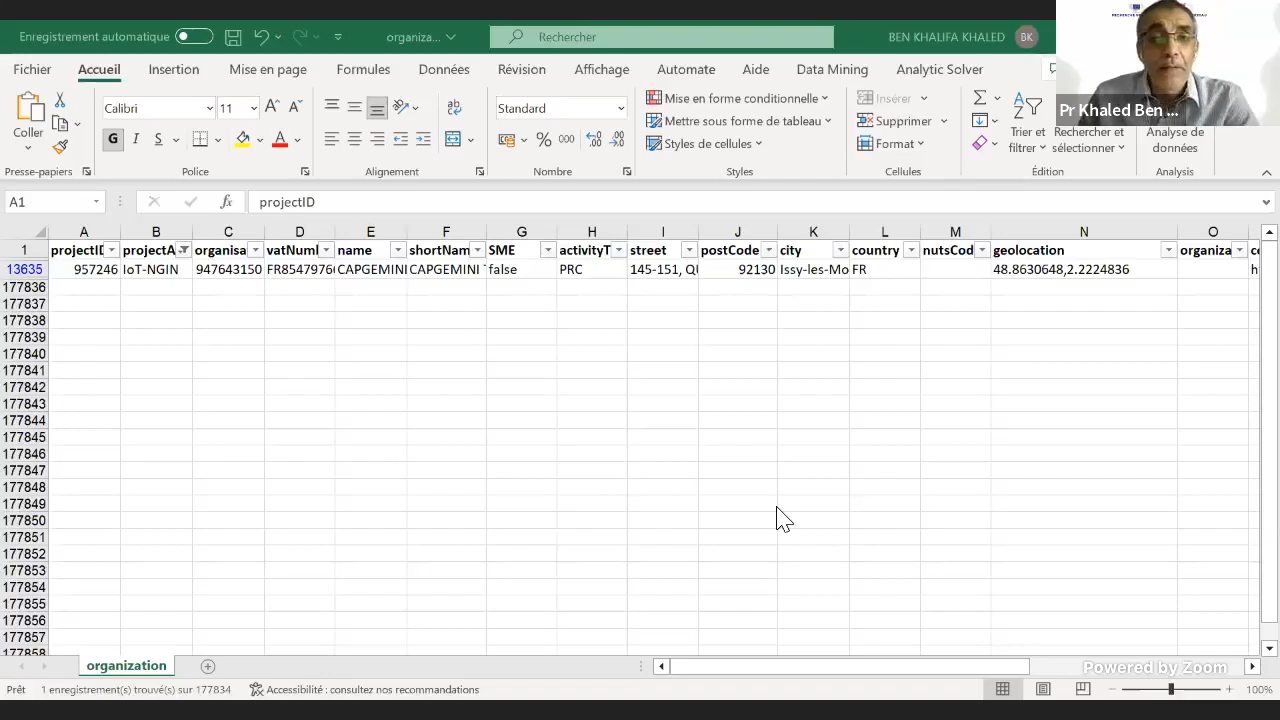 Enregistrement automatique
organiza...
Rechercher
BEN KHALIFA KHALED BK
Pr Khaled Ben ...
Fichier Accueil Insertion Mise en page Formules Données Révision Affichage Automate Aide Data Mining Analytic Solver
Coller
Calibri 11
G I S
Standard
% 000
Mise en forme conditionnelle
Mettre sous forme de tableau
Styles de cellules
Insérer
Supprimer
Format
Trier et filtrer
Rechercher et sélectionner
Analyse de données
Presse-papiers Police Alignement Nombre Styles Cellules Édition Analysis
A1 fx projectID
A B C D E F G H I J K L M N O
1 projectID projectA organisa vatNuml name shortNam SME activityT street postCode city country nutsCod geolocation organiza co
13635 957246 IoT-NGIN 947643150 FR8547976 CAPGEMINI CAPGEMINI false PRC 145-151, QU 92130 Issy-les-Mo FR 48.8630648,2.2224836 h
177836
177837
177838
177839
177840
177841
177842
177843
177844
177845
177846
177847
177848
177849
177850
177851
177852
177853
177854
177855
177856
177857
177858
organization
Powered by Zoom
Prêt 1 enregistrement(s) trouvé(s) sur 177834 Accessibilité : consultez nos recommandations 100%